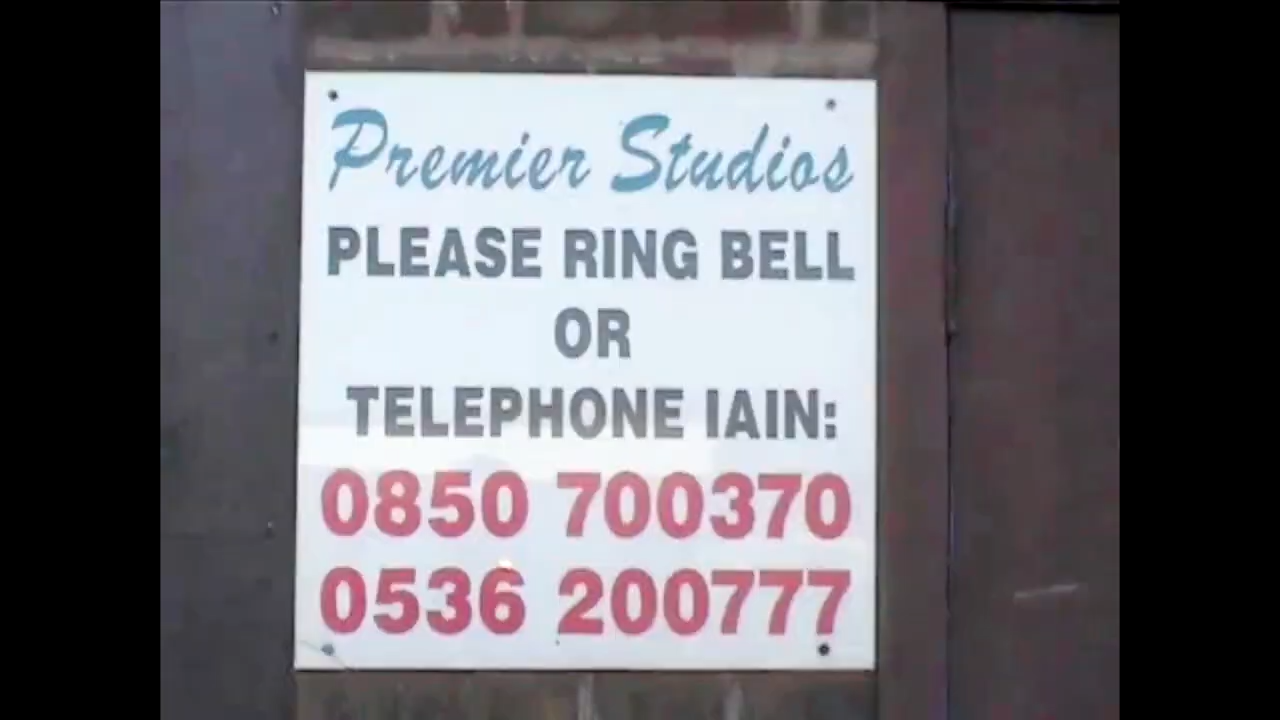 Premier Studios
PLEASE RING BELL
OR
TELEPHONE IAIN:
0850 700370
0536 200777